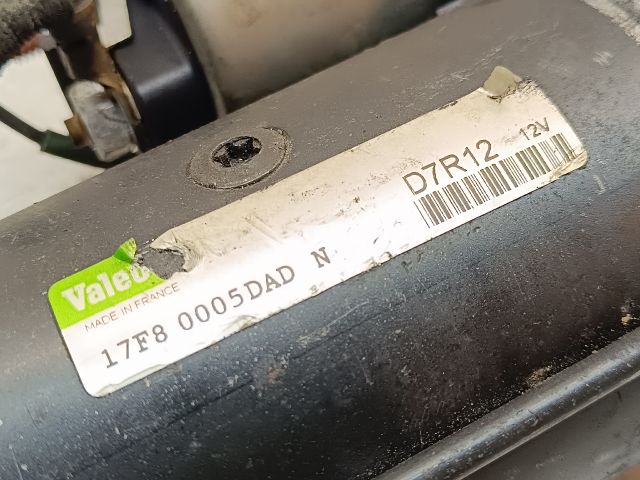 Valeo
MADE IN FRANCE
17F8 0005DAD N
D7R12 12V